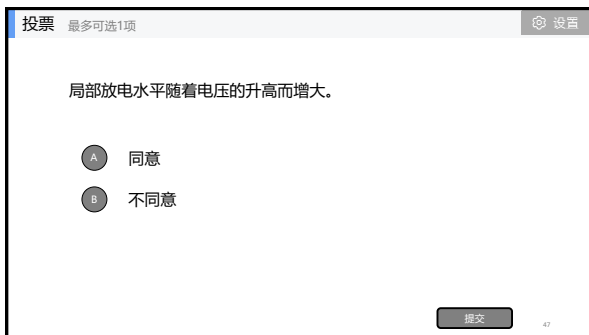 投票 最多可选1项 设置
局部放电水平随着电压的升高而增大。
A 同意
B 不同意
提交
47